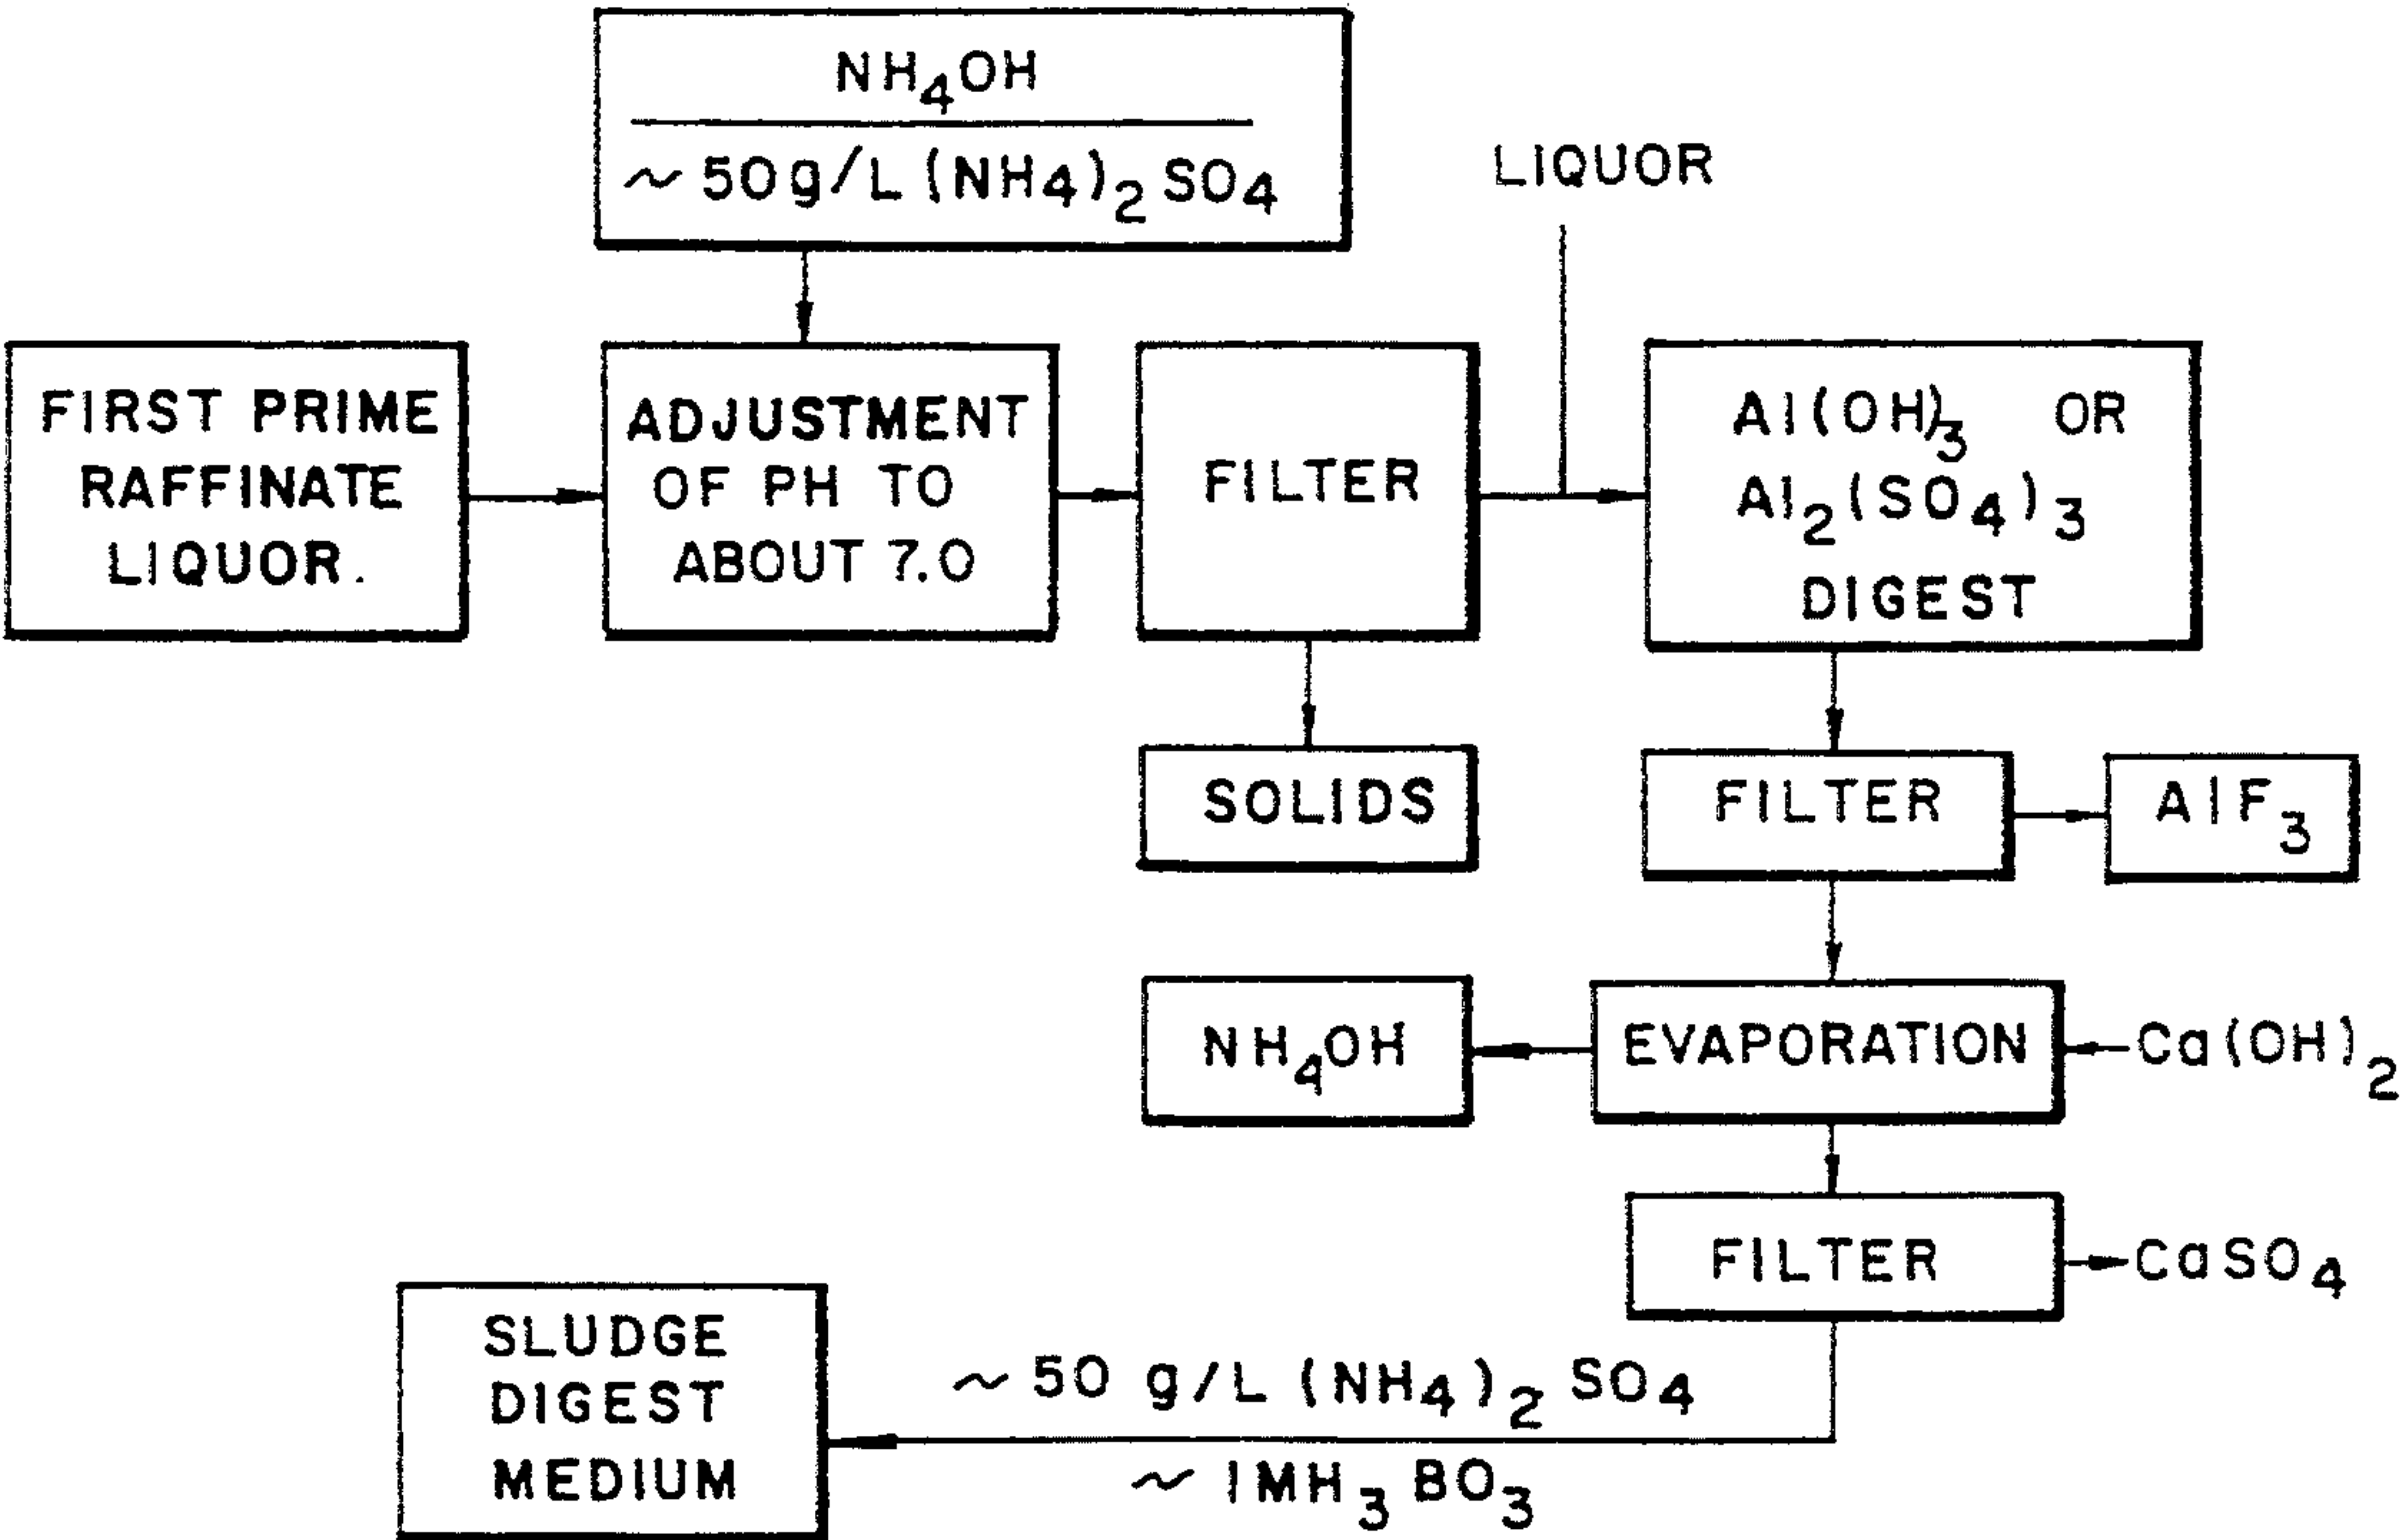 NH₄OH
~ 50g/L (NH4)₂ SO₄
LIQUOR
FIRST PRIME
RAFFINATE
LIQUOR.
ADJUSTMENT
OF PH TO
ABOUT 7.0
FILTER
Al(OH)₃ OR
Al₂(SO₄)₃
DIGEST
SOLIDS
FILTER
AlF₃
NH₄OH
EVAPORATION
Ca(OH)₂
FILTER
CaSO₄
SLUDGE
DIGEST
MEDIUM
~ 50 g/L (NH₄)₂ SO₄
~ 1MH₃ BO₃